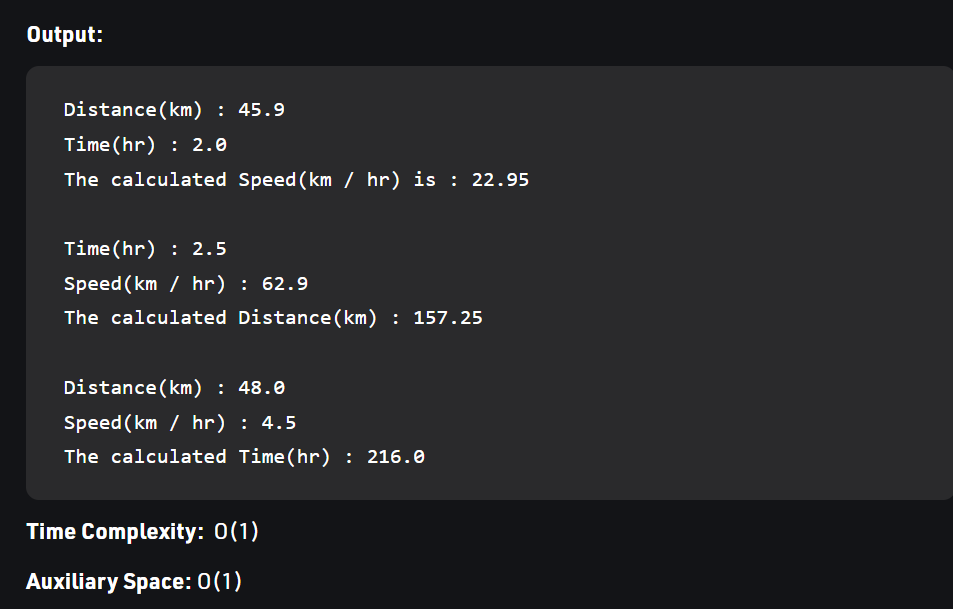 Output:
Distance(km) : 45.9
Time(hr) : 2.0
The calculated Speed(km / hr) is : 22.95
Time(hr) : 2.5
Speed(km / hr) : 62.9
The calculated Distance(km) : 157.25
Distance(km) : 48.0
Speed(km / hr) : 4.5
The calculated Time(hr) : 216.0
Time Complexity: O(1)
Auxiliary Space: O(1)